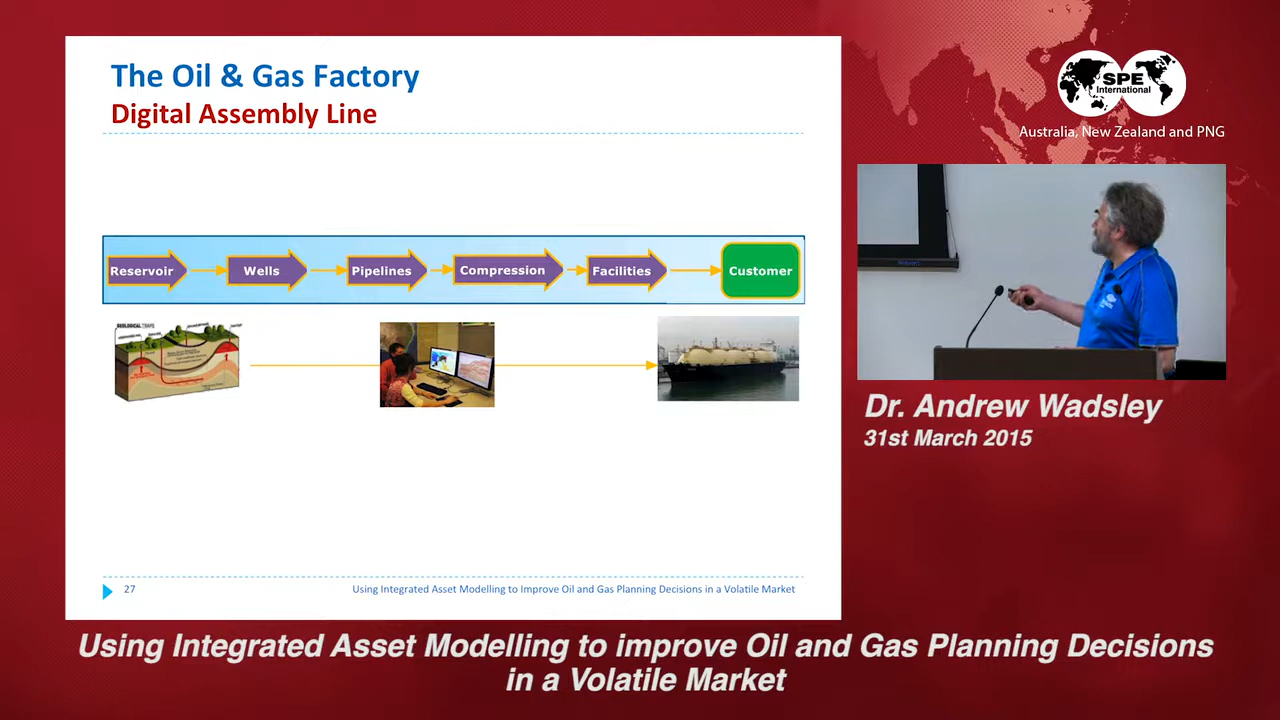 The Oil & Gas Factory
Digital Assembly Line
Reservoir
Wells
Pipelines
Compression
Facilities
Customer
GEOLOGICAL TRAPS
27
Using Integrated Asset Modelling to Improve Oil and Gas Planning Decisions in a Volatile Market
SPE
International
Australia, New Zealand and PNG
Dr. Andrew Wadsley
31st March 2015
Using Integrated Asset Modelling to improve Oil and Gas Planning Decisions
in a Volatile Market